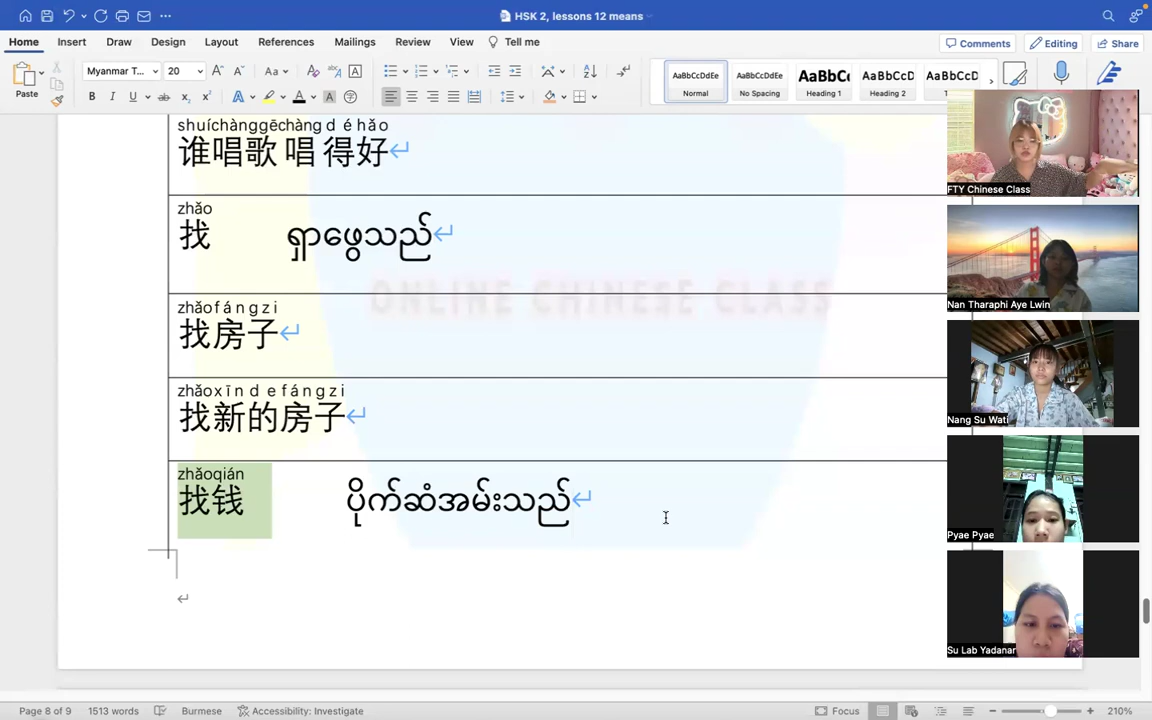 HSK 2, lessons 12 means
Home Insert Draw Design Layout References Mailings Review View Tell me
Comments Editing Share
Paste
Myanmar T... 20
AaBbCcDdEe Normal
AaBbCcDdEe No Spacing
AaBbCc Heading 1
AaBbCcD Heading 2
AaBbC
shuíchànggēchàng d é hǎo
谁唱歌 唱 得好
zhǎo
找 ရှာဖွေသည်
ONLINE CHINESE CLASS
zhǎofángzi
找房子
zhǎoxīn d e fángzi
找新的房子
zhǎoqián
找钱 ပိုက်ဆံအမ်းသည်
FTY Chinese Class
Nan Tharaphi Aye Lwin
Nang Su Wati
Pyae Pyae
Su Lab Yadanar
Page 8 of 9 1513 words Burmese Accessibility: Investigate Focus 210%